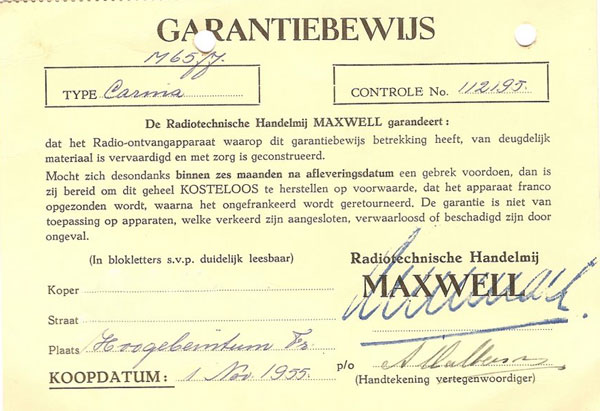 GARANTIEBEWIJS
TYPE Carma
CONTROLE No. 112195.
De Radiotechnische Handelmij MAXWELL garandeert:
dat het Radio-ontvangapparaat waarop dit garantiebewijs betrekking heeft, van deugdelijk
materiaal is vervaardigd en met zorg is geconstrueerd.
Mocht zich desondanks binnen zes maanden na afleveringsdatum een gebrek voordoen, dan is
zij bereid om dit geheel KOSTELOOS te herstellen op voorwaarde, dat het apparaat franco
opgezonden wordt, waarna het ongefrankeerd wordt geretourneerd. De garantie is niet van
toepassing op apparaten, welke verkeerd zijn aangesloten, verwaarloosd of beschadigd zijn door
ongeval.
(In blokletters s.v.p. duidelijk leesbaar)
Koper
Straat
Plaats Hoogebeintum Fr.
KOOPDATUM: 1 Nov 1955.
Radiotechnische Handelmij
MAXWELL
p/o
(Handtekening vertegenwoordiger)